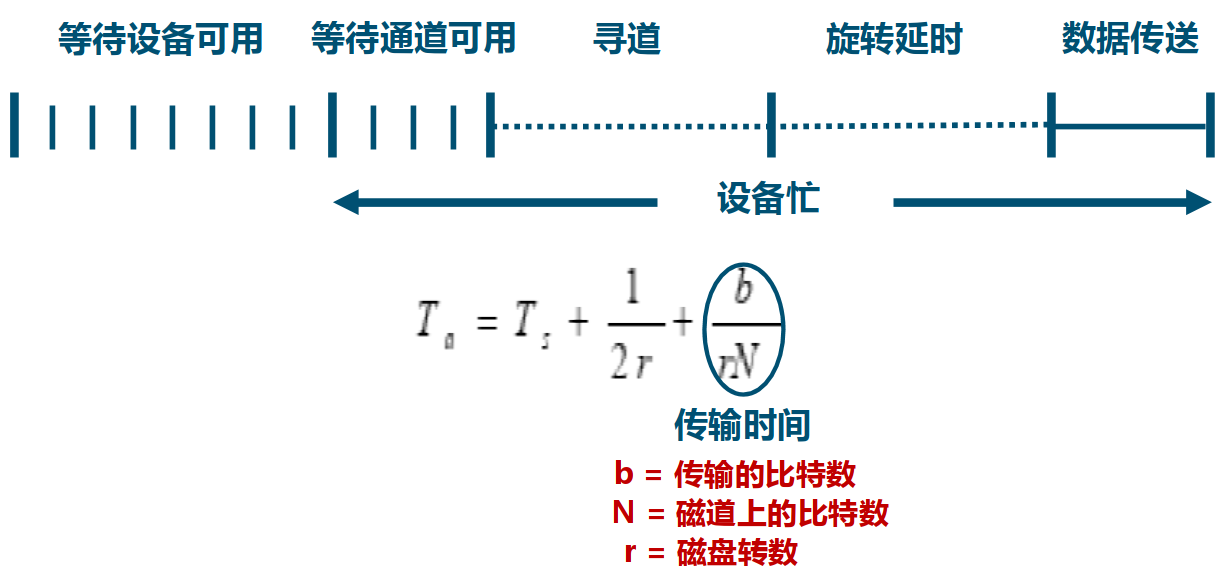 等待设备可用 等待通道可用 寻道 旋转延时 数据传送
设备忙
T_a = T_s + 1/(2r) + b/(rN)
传输时间
b = 传输的比特数
N = 磁道上的比特数
r = 磁盘转数